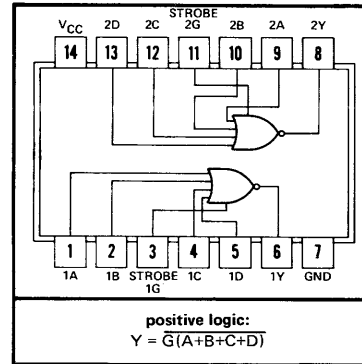 STROBE
VCC 2D 2C 2G 2B 2A 2Y
14 13 12 11 10 9 8
1 2 3 4 5 6 7
1A 1B STROBE 1C 1D 1Y GND
1G
positive logic:
Y = G(A+B+C+D)